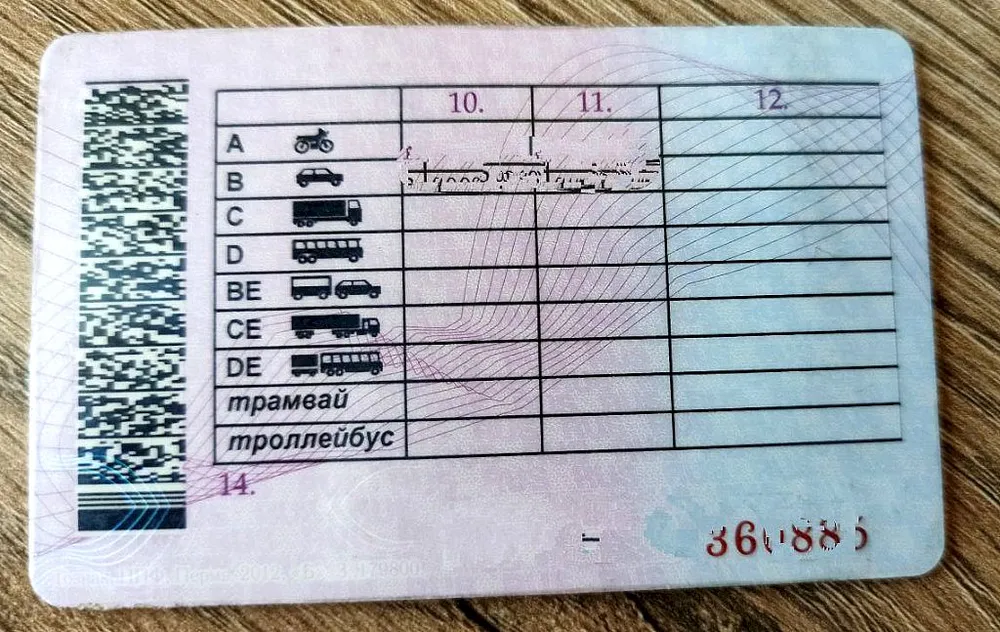 10. 11. 12.
A
B
C
D
BE
CE
DE
трамвай
троллейбус
14.